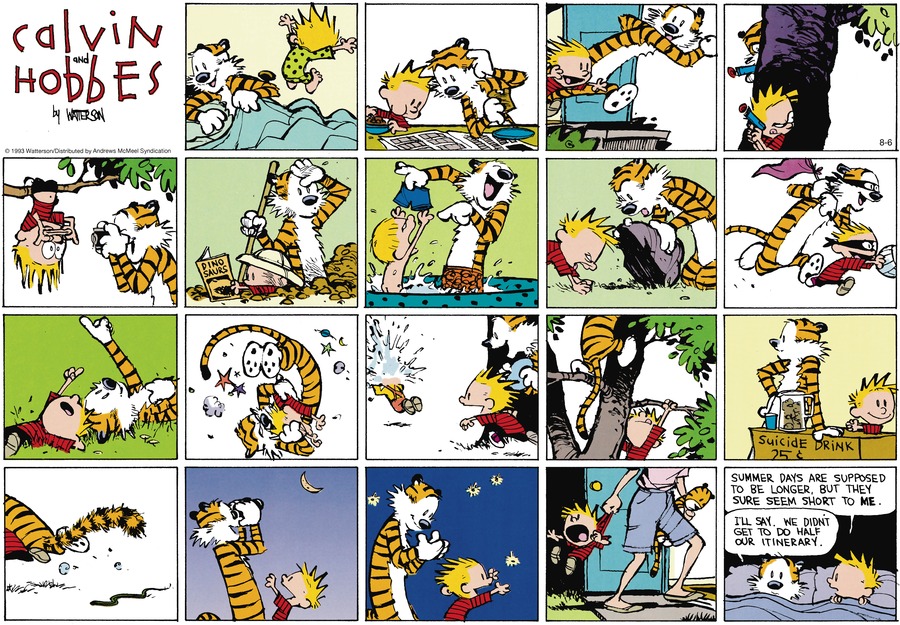 calvin
and
HobbEs
by WATTERSON
© 1993 Watterson/Distributed by Andrews McMeel Syndication
8-6
DINO
SAURS
SUICIDE DRINK
25¢
SUMMER DAYS ARE SUPPOSED
TO BE LONGER, BUT THEY
SURE SEEM SHORT TO ME.
I'LL SAY. WE DIDN'T
GET TO DO HALF
OUR ITINERARY.